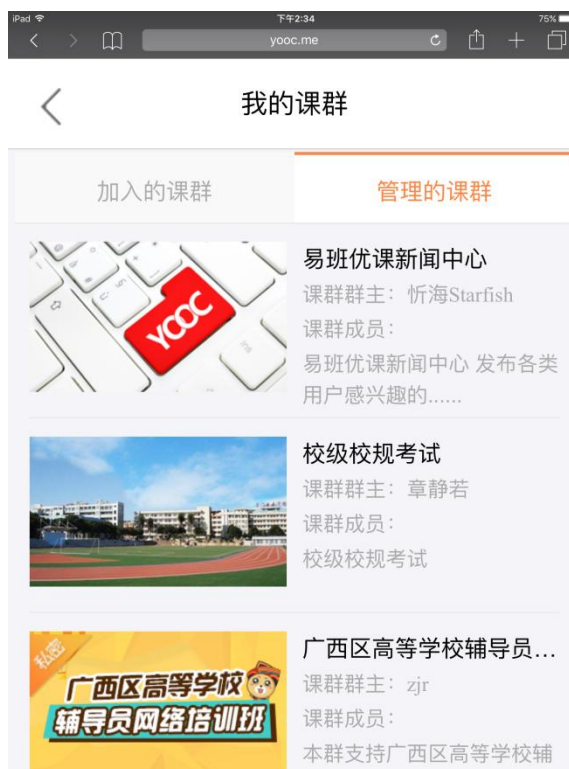 iPad 下午2:34 75%
yooc.me
我的课群
加入的课群 管理的课群
YOOC
易班优课新闻中心
课群群主：忻海Starfish
课群成员：
易班优课新闻中心 发布各类
用户感兴趣的......
校级校规考试
课群群主：章静若
课群成员：
校级校规考试
私密
广西区高等学校
辅导员网络培训班
广西区高等学校辅导员...
课群群主：zjr
课群成员：
本群支持广西区高等学校辅